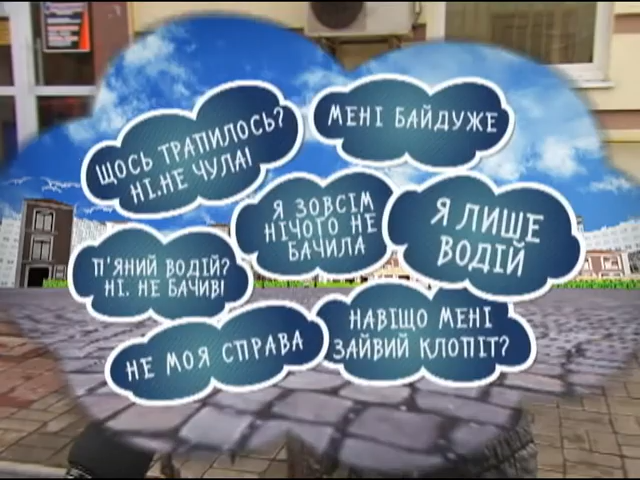 ЩОСЬ ТРАПИЛОСЬ?
НІ.НЕ ЧУЛА!
МЕНІ БАЙДУЖЕ
Я ЗОВСІМ
НІЧОГО НЕ
БАЧИЛА
Я ЛИШЕ
ВОДІЙ
П'ЯНИЙ ВОДІЙ?
НІ. НЕ БАЧИВ!
НЕ МОЯ СПРАВА
НАВІЩО МЕНІ
ЗАЙВИЙ КЛОПІТ?